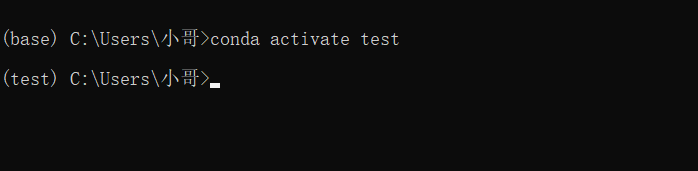 (base) C:\Users\小哥>conda activate test
(test) C:\Users\小哥>